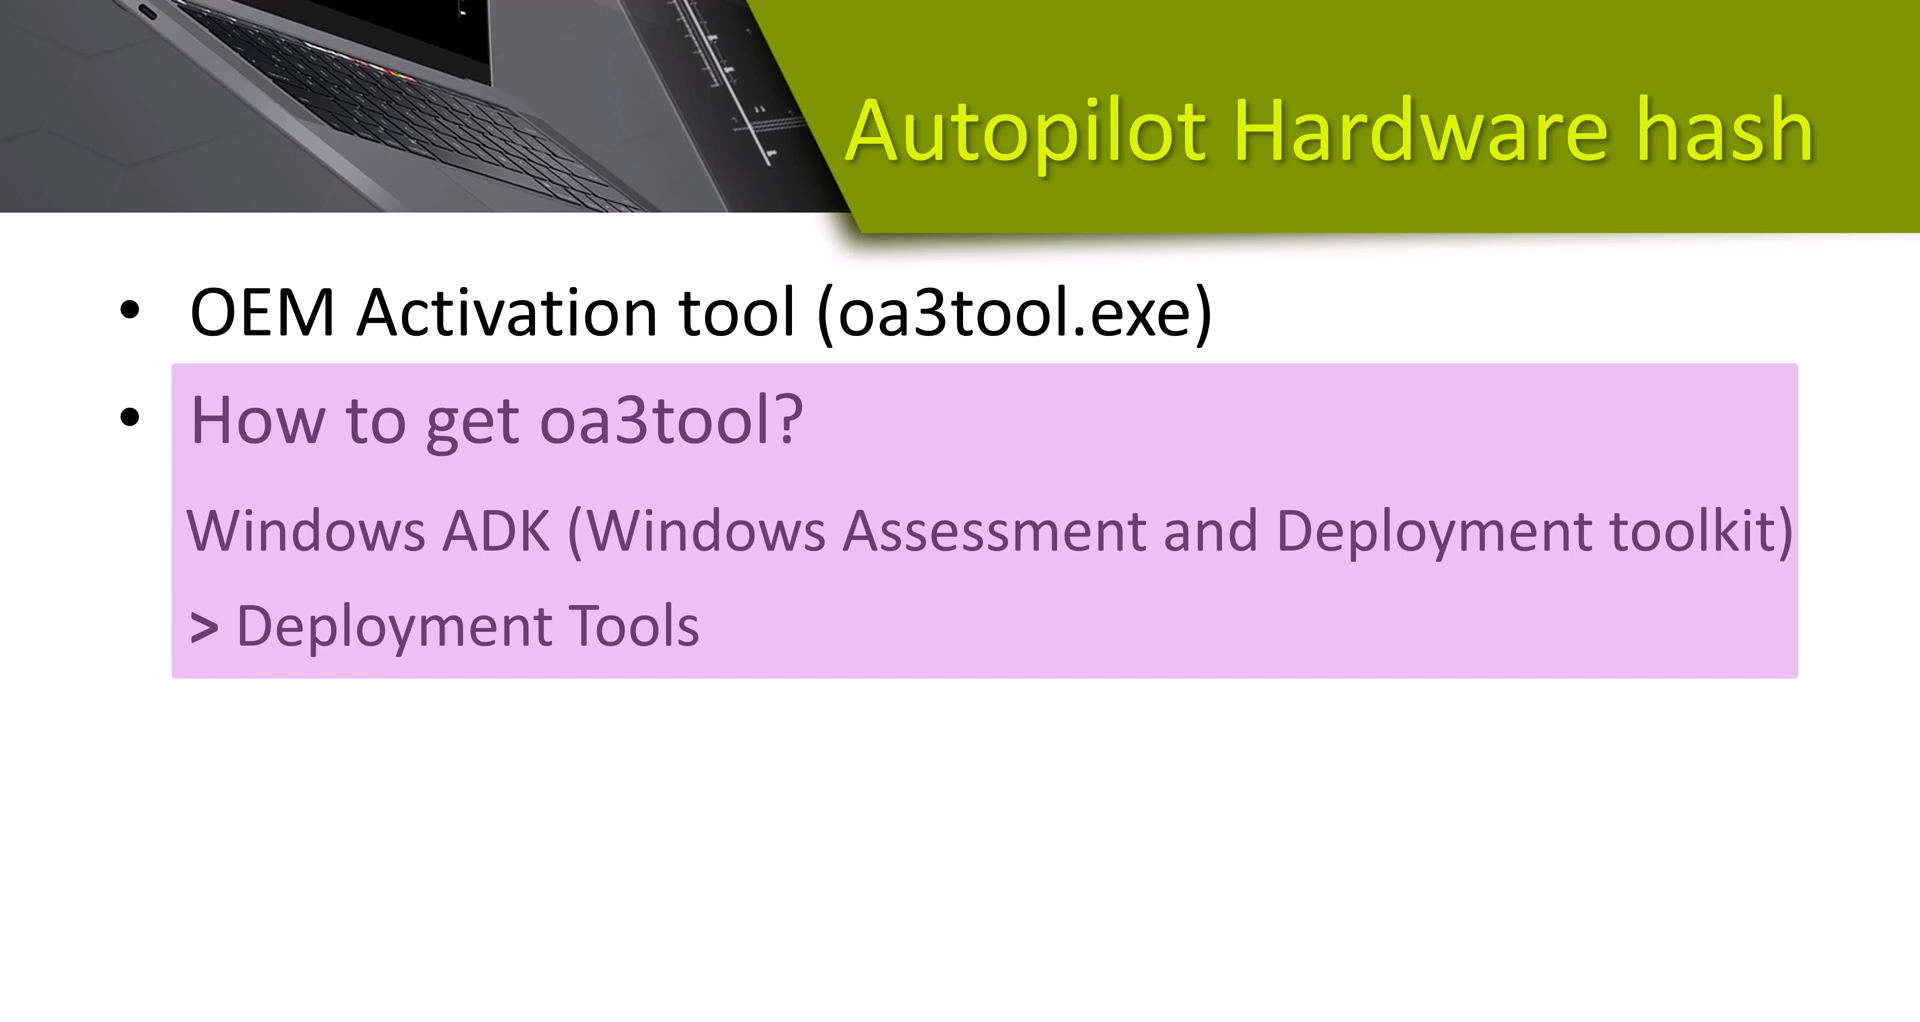 Autopilot Hardware hash
• OEM Activation tool (oa3tool.exe)
• How to get oa3tool?
Windows ADK (Windows Assessment and Deployment toolkit)
> Deployment Tools